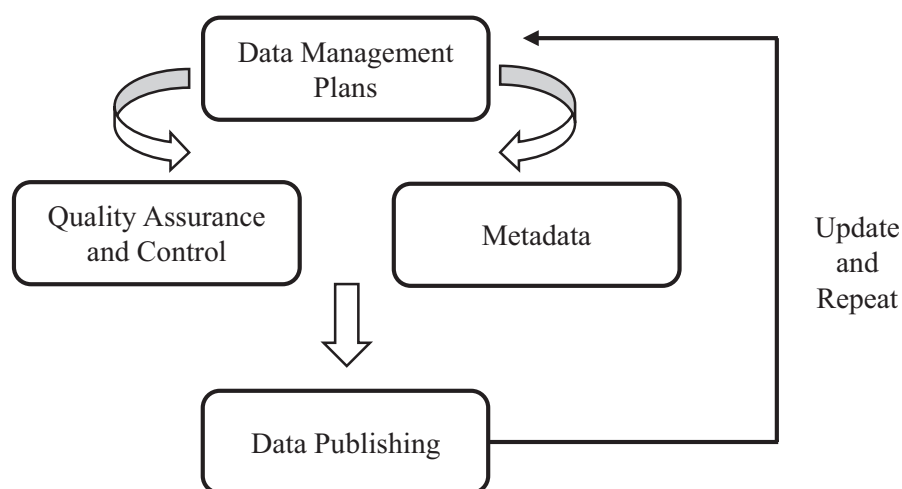 Data Management
Plans
Quality Assurance
and Control
Metadata
Update
and
Repeat
Data Publishing